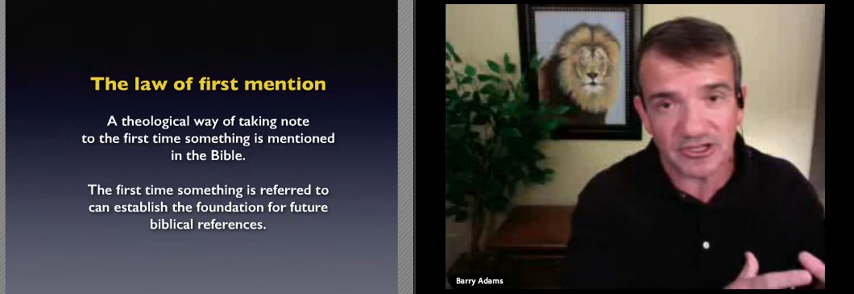 The law of first mention
A theological way of taking note
to the first time something is mentioned
in the Bible.
The first time something is referred to
can establish the foundation for future
biblical references.
Barry Adams